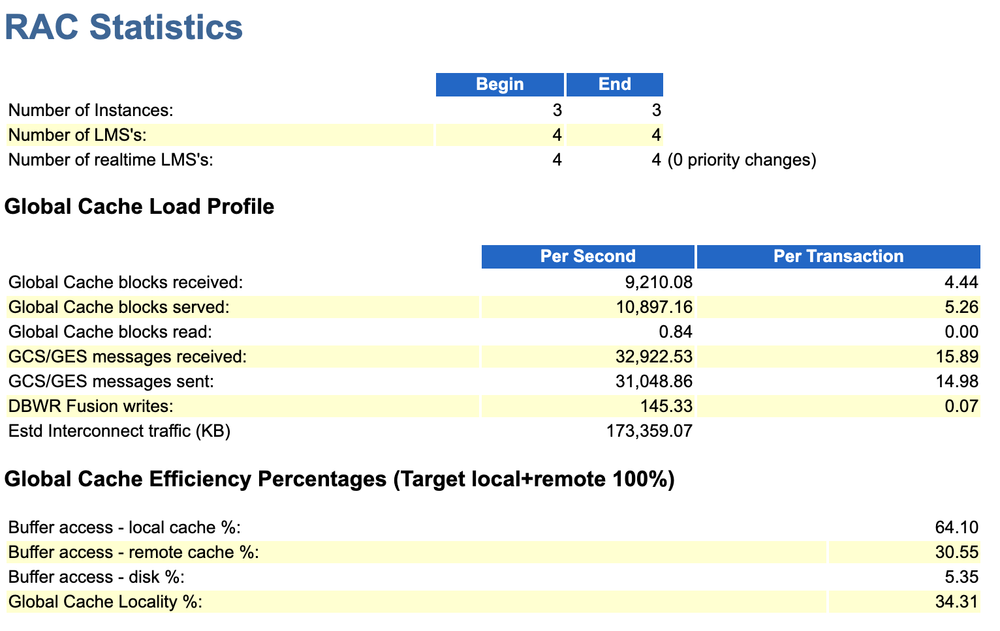 RAC Statistics
Begin End
Number of Instances: 3 3
Number of LMS's: 4 4
Number of realtime LMS's: 4 4 (0 priority changes)
Global Cache Load Profile
Per Second Per Transaction
Global Cache blocks received: 9,210.08 4.44
Global Cache blocks served: 10,897.16 5.26
Global Cache blocks read: 0.84 0.00
GCS/GES messages received: 32,922.53 15.89
GCS/GES messages sent: 31,048.86 14.98
DBWR Fusion writes: 145.33 0.07
Estd Interconnect traffic (KB) 173,359.07
Global Cache Efficiency Percentages (Target local+remote 100%)
Buffer access - local cache %: 64.10
Buffer access - remote cache %: 30.55
Buffer access - disk %: 5.35
Global Cache Locality %: 34.31